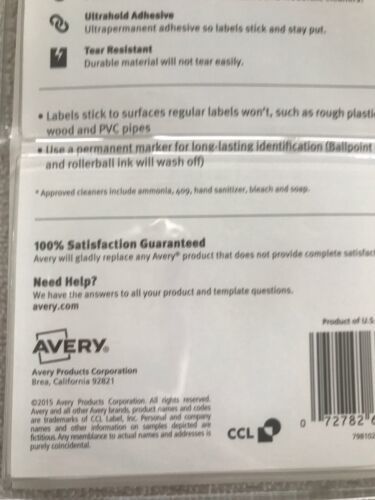 Ultrahold Adhesive
Ultrapermanent adhesive so labels stick and stay put.
Tear Resistant
Durable material will not tear easily.
• Labels stick to surfaces regular labels won't, such as rough plasti
wood and PVC pipes
• Use a permanent marker for long-lasting identification (Ballpoint
and rollerball ink will wash off)
* Approved cleaners include ammonia, 409, hand sanitizer, bleach and soap.
100% Satisfaction Guaranteed
Avery will gladly replace any Avery® product that does not provide complete satisfac
Need Help?
We have the answers to all your product and template questions.
avery.com
Product of U.S
AVERY®
Avery Products Corporation
Brea, California 92821
©2015 Avery Products Corporation. All rights reserved.
Avery and all other Avery brands, product names and codes
are trademarks of CCL Label, Inc. Personal and company
names and other information on samples depicted are
fictitious. Any resemblance to actual names and addresses is
purely coincidental.
CCL
0 72782 6